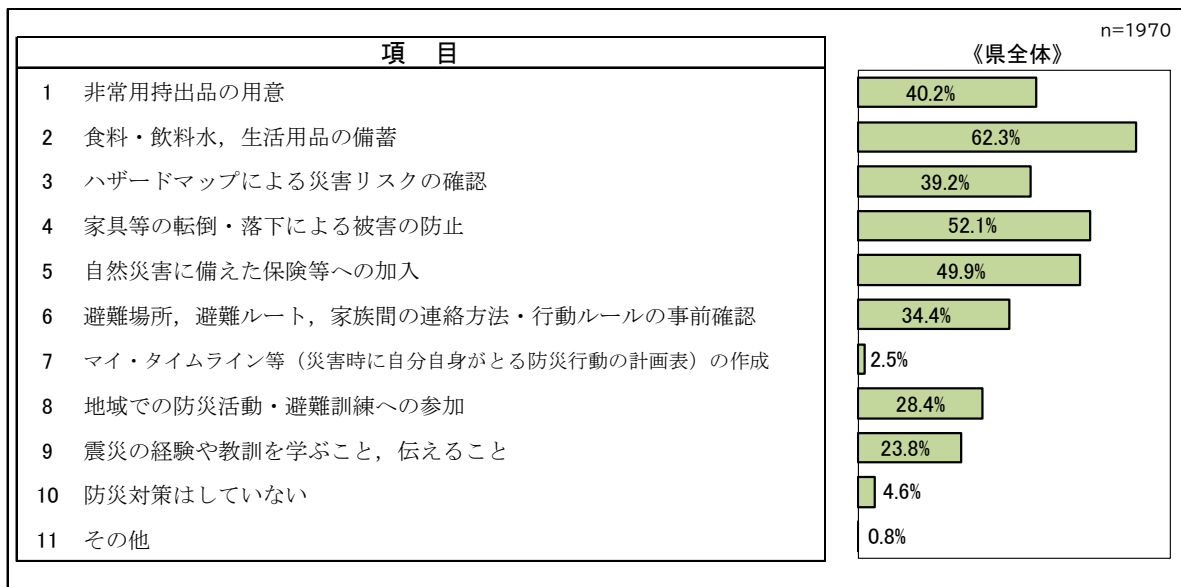 n=1970
項 目 《県全体》
1 非常用持出品の用意 40.2%
2 食料・飲料水，生活用品の備蓄 62.3%
3 ハザードマップによる災害リスクの確認 39.2%
4 家具等の転倒・落下による被害の防止 52.1%
5 自然災害に備えた保険等への加入 49.9%
6 避難場所，避難ルート，家族間の連絡方法・行動ルールの事前確認 34.4%
7 マイ・タイムライン等（災害時に自分自身がとる防災行動の計画表）の作成 2.5%
8 地域での防災活動・避難訓練への参加 28.4%
9 震災の経験や教訓を学ぶこと，伝えること 23.8%
10 防災対策はしていない 4.6%
11 その他 0.8%